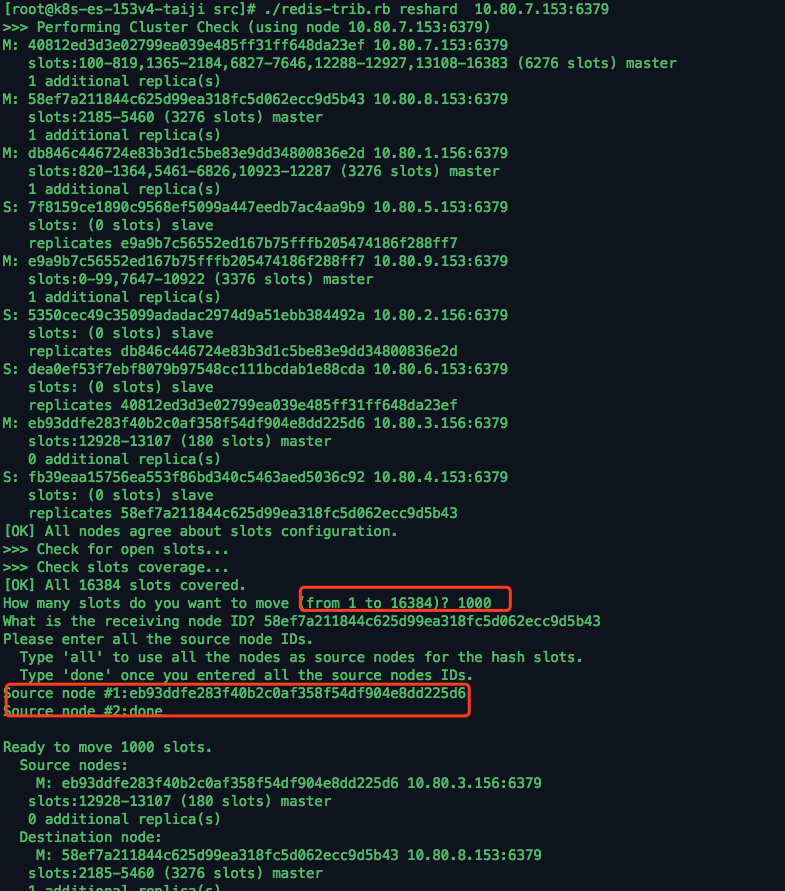 [root@k8s-es-153v4-taiji src]# ./redis-trib.rb reshard  10.80.7.153:6379
>>> Performing Cluster Check (using node 10.80.7.153:6379)
M: 40812ed3d3e02799ea039e485ff31ff648da23ef 10.80.7.153:6379
   slots:100-819,1365-2184,6827-7646,12288-12927,13108-16383 (6276 slots) master
   1 additional replica(s)
M: 58ef7a211844c625d99ea318fc5d062ecc9d5b43 10.80.8.153:6379
   slots:2185-5460 (3276 slots) master
   1 additional replica(s)
M: db846c446724e83b3d1c5be83e9dd34800836e2d 10.80.1.156:6379
   slots:820-1364,5461-6826,10923-12287 (3276 slots) master
   1 additional replica(s)
S: 7f8159ce1890c9568ef5099a447eedb7ac4aa9b9 10.80.5.153:6379
   slots: (0 slots) slave
   replicates e9a9b7c56552ed167b75fffb205474186f288ff7
M: e9a9b7c56552ed167b75fffb205474186f288ff7 10.80.9.153:6379
   slots:0-99,7647-10922 (3376 slots) master
   1 additional replica(s)
S: 5350cec49c35099adadac2974d9a51ebb384492a 10.80.2.156:6379
   slots: (0 slots) slave
   replicates db846c446724e83b3d1c5be83e9dd34800836e2d
S: dea0ef53f7ebf8079b97548cc111bcdab1e88cda 10.80.6.153:6379
   slots: (0 slots) slave
   replicates 40812ed3d3e02799ea039e485ff31ff648da23ef
M: eb93ddfe283f40b2c0af358f54df904e8dd225d6 10.80.3.156:6379
   slots:12928-13107 (180 slots) master
   0 additional replica(s)
S: fb39eaa15756ea553f86bd340c5463aed5036c92 10.80.4.153:6379
   slots: (0 slots) slave
   replicates 58ef7a211844c625d99ea318fc5d062ecc9d5b43
[OK] All nodes agree about slots configuration.
>>> Check for open slots...
>>> Check slots coverage...
[OK] All 16384 slots covered.
How many slots do you want to move (from 1 to 16384)? 1000
What is the receiving node ID? 58ef7a211844c625d99ea318fc5d062ecc9d5b43
Please enter all the source node IDs.
  Type 'all' to use all the nodes as source nodes for the hash slots.
  Type 'done' once you entered all the source nodes IDs.
Source node #1:eb93ddfe283f40b2c0af358f54df904e8dd225d6
Source node #2:done

Ready to move 1000 slots.
  Source nodes:
    M: eb93ddfe283f40b2c0af358f54df904e8dd225d6 10.80.3.156:6379
   slots:12928-13107 (180 slots) master
   0 additional replica(s)
  Destination node:
    M: 58ef7a211844c625d99ea318fc5d062ecc9d5b43 10.80.8.153:6379
   slots:2185-5460 (3276 slots) master
   1 additional replica(s)